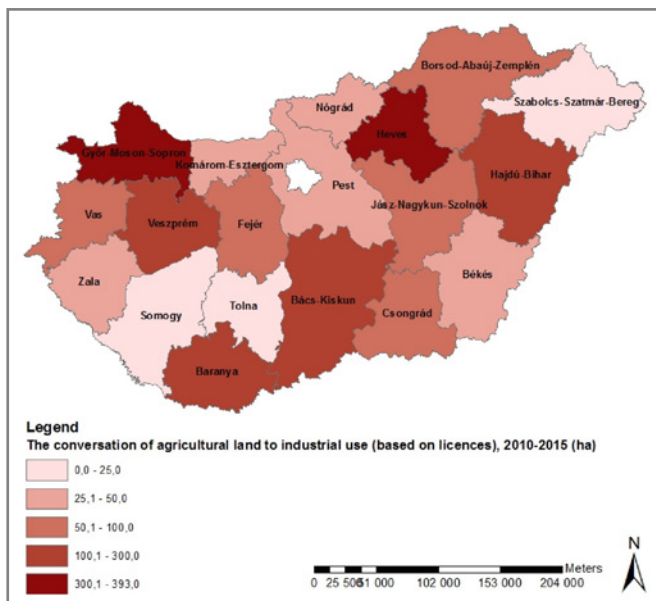 Borsod-Abaúj-Zemplén
Szabolcs-Szatmár-Bereg
Nógrád
Heves
Győr-Moson-Sopron
Komárom-Esztergom
Hajdú-Bihar
Pest
Jász-Nagykun-Szolnok
Vas
Veszprém
Fejér
Zala
Békés
Somogy
Tolna
Bács-Kiskun
Csongrád
Baranya
Legend
The conversation of agricultural land to industrial use (based on licences), 2010-2015 (ha)
0,0 - 25,0
25,1 - 50,0
50,1 - 100,0
100,1 - 300,0
300,1 - 393,0
N
Meters
0 25 500 51 000 102 000 153 000 204 000